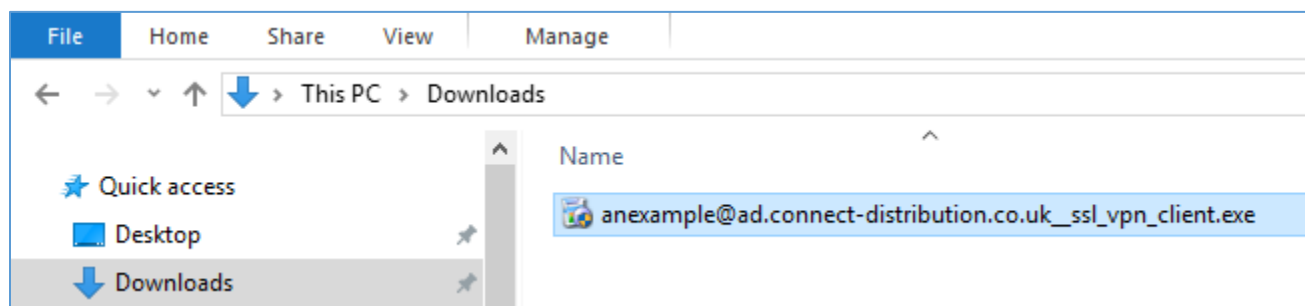 File Home Share View Manage
This PC > Downloads
Name
Quick access
anexample@ad.connect-distribution.co.uk__ssl_vpn_client.exe
Desktop
Downloads